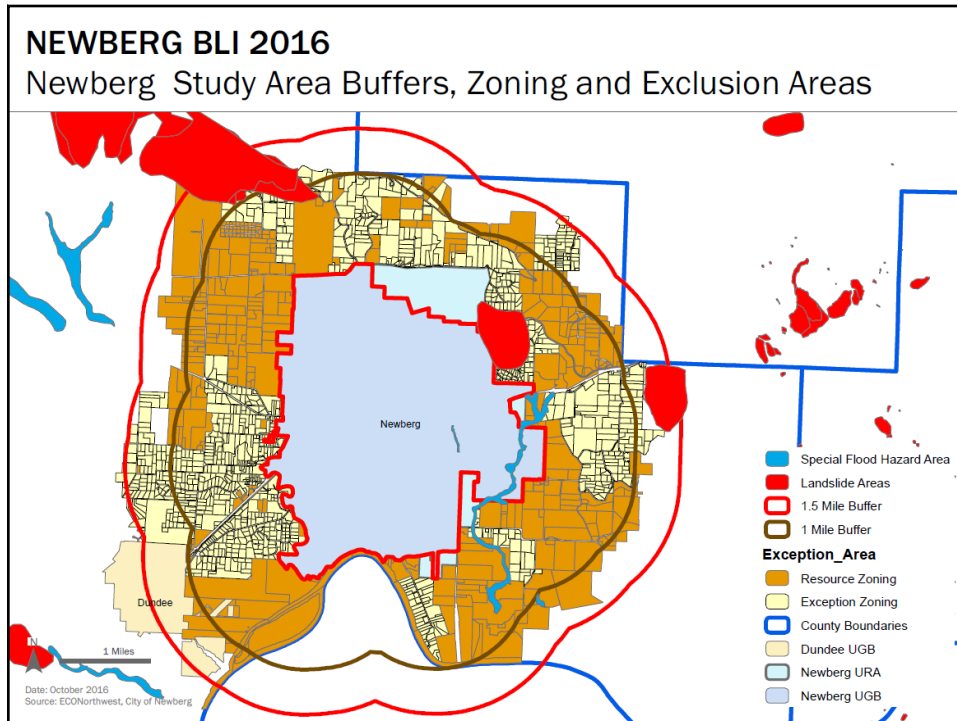 NEWBERG BLI 2016
Newberg Study Area Buffers, Zoning and Exclusion Areas
Newberg
Dundee
Special Flood Hazard Area
Landslide Areas
1.5 Mile Buffer
1 Mile Buffer
Exception_Area
Resource Zoning
Exception Zoning
County Boundaries
Dundee UGB
Newberg URA
Newberg UGB
N
1 Miles
Date: October 2016
Source: ECONorthwest, City of Newberg